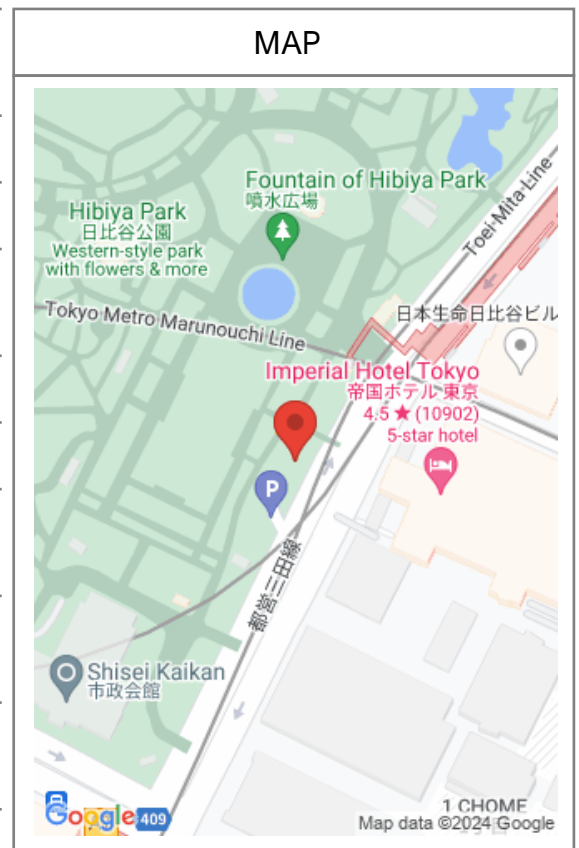 MAP
Fountain of Hibiya Park
噴水広場
Hibiya Park
日比谷公園
Western-style park
with flowers & more
Toei-Mita-Line
Tokyo Metro Marunouchi Line
日本生命日比谷ビル
Imperial Hotel Tokyo
帝国ホテル 東京
4.5 ★ (10902)
5-star hotel
P
都営三田線
Shisei Kaikan
市政会館
Google
409
1 CHOME
Map data ©2024 Google